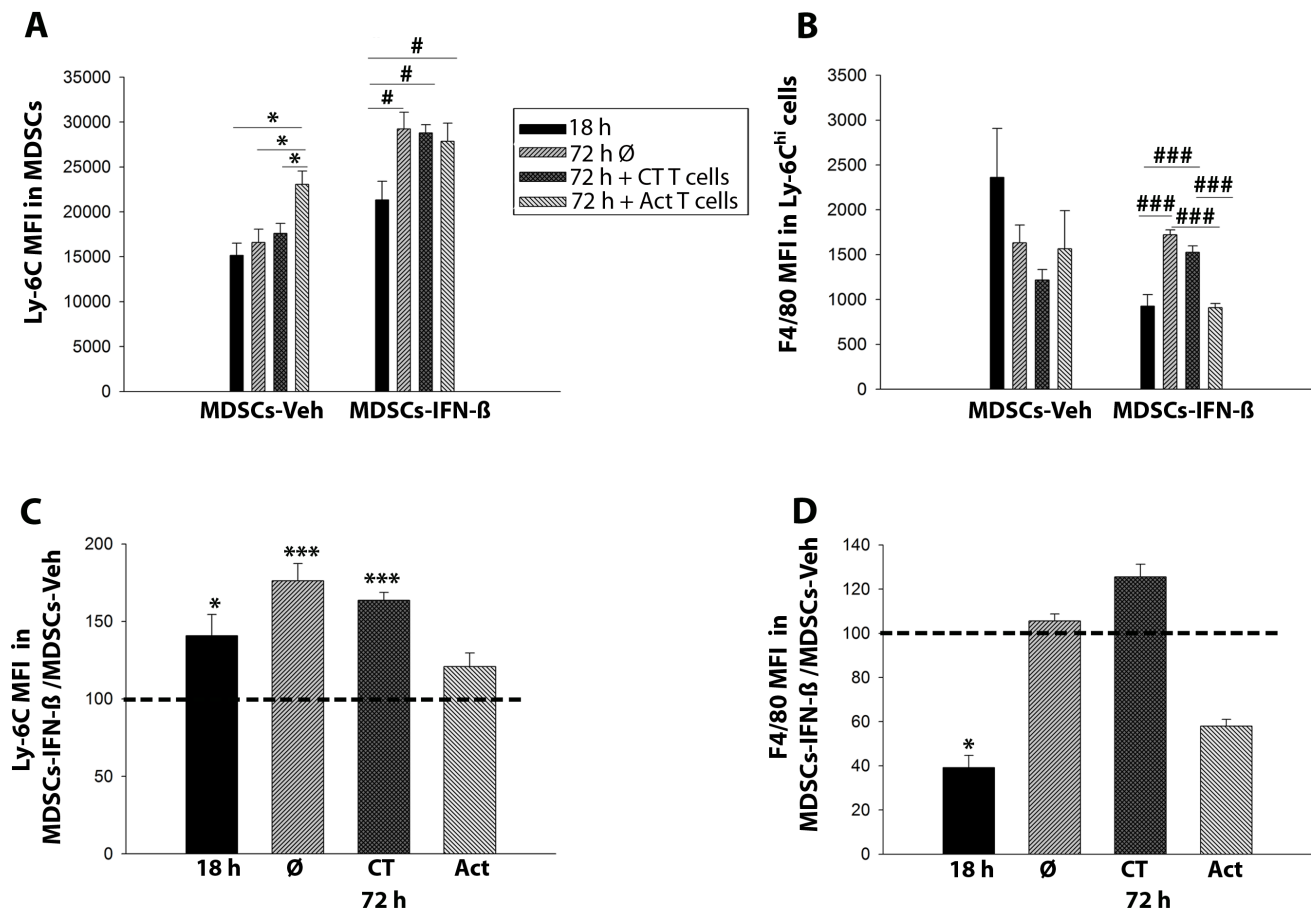 A
Ly-6C MFI in MDSCs
35000
30000
25000
20000
15000
10000
5000
0
*
*
*
#
#
#
MDSCs-Veh
MDSCs-IFN-ß
18 h
72 h Ø
72 h + CT T cells
72 h + Act T cells
B
F4/80 MFI in Ly-6Chi cells
3500
3000
2500
2000
1500
1000
500
0
###
###
###
###
MDSCs-Veh
MDSCs-IFN-ß
C
Ly-6C MFI in
MDSCs-IFN-ß /MDSCs-Veh
200
150
100
50
0
*
***
***
18 h
Ø
CT
Act
72 h
D
F4/80 MFI in
MDSCs-IFN-ß /MDSCs-Veh
140
120
100
80
60
40
20
0
*
18 h
Ø
CT
Act
72 h